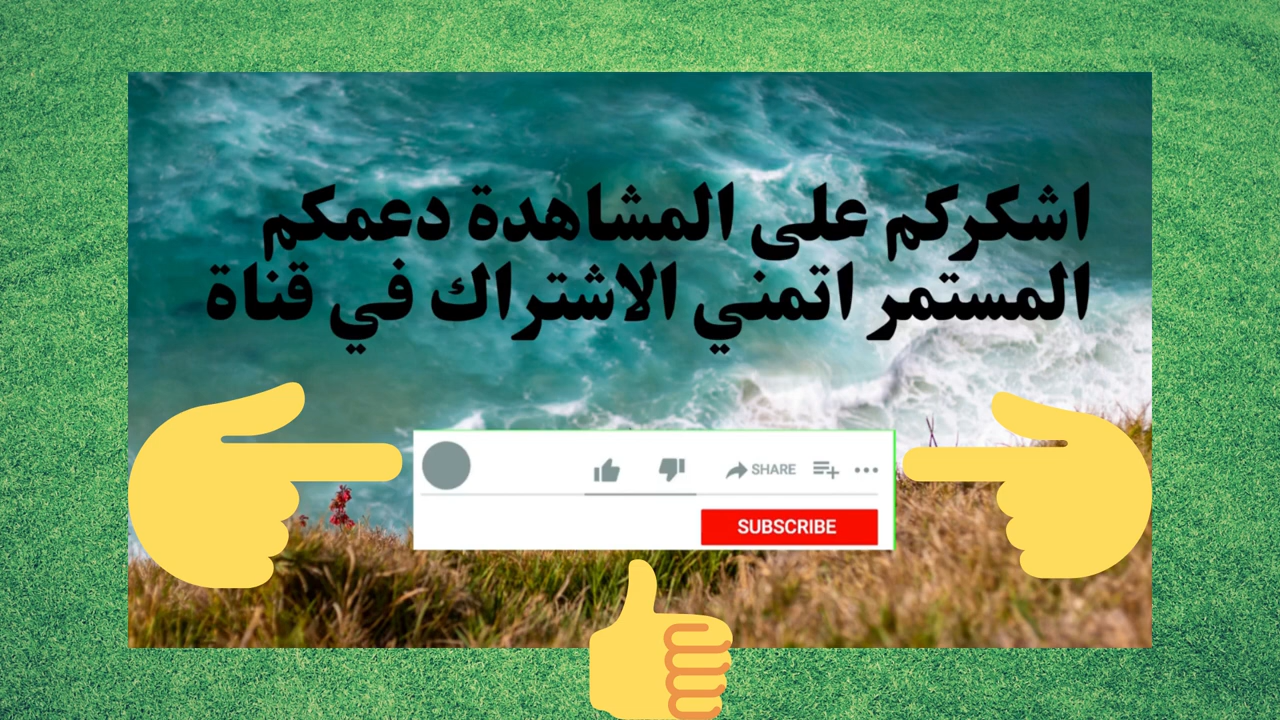 اشكركم على المشاهدة دعمكم
المستمر اتمني الاشتراك في قناة
SHARE
SUBSCRIBE